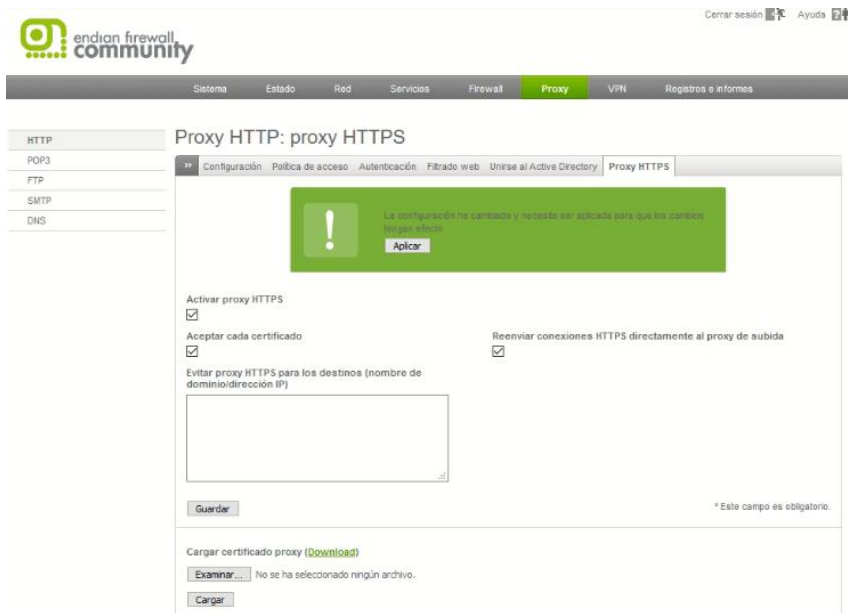 Cerrar sesión Ayuda
endian firewall
community
Sistema Estado Red Servicios Firewall Proxy VPN Registros e informes
HTTP
POP3
FTP
SMTP
DNS
Proxy HTTP: proxy HTTPS
>> Configuración Política de acceso Autenticación Filtrado web Unirse al Active Directory Proxy HTTPS
La configuración ha cambiado y necesita ser aplicada para que los cambios
tengan efecto
Aplicar
Activar proxy HTTPS
Aceptar cada certificado
Reenviar conexiones HTTPS directamente al proxy de subida
Evitar proxy HTTPS para los destinos (nombre de
dominio/dirección IP)
Guardar
* Este campo es obligatorio.
Cargar certificado proxy (Download)
Examinar... No se ha seleccionado ningún archivo.
Cargar